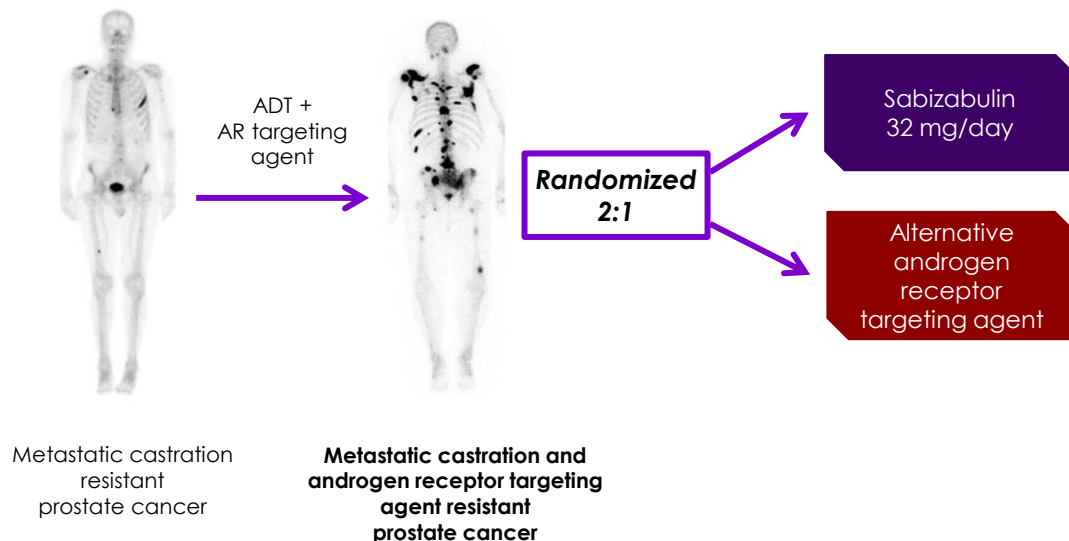 ADT +
AR targeting
agent
Randomized
2:1
Sabizabulin
32 mg/day
Alternative
androgen
receptor
targeting agent
Metastatic castration
resistant
prostate cancer
Metastatic castration and
androgen receptor targeting
agent resistant
prostate cancer